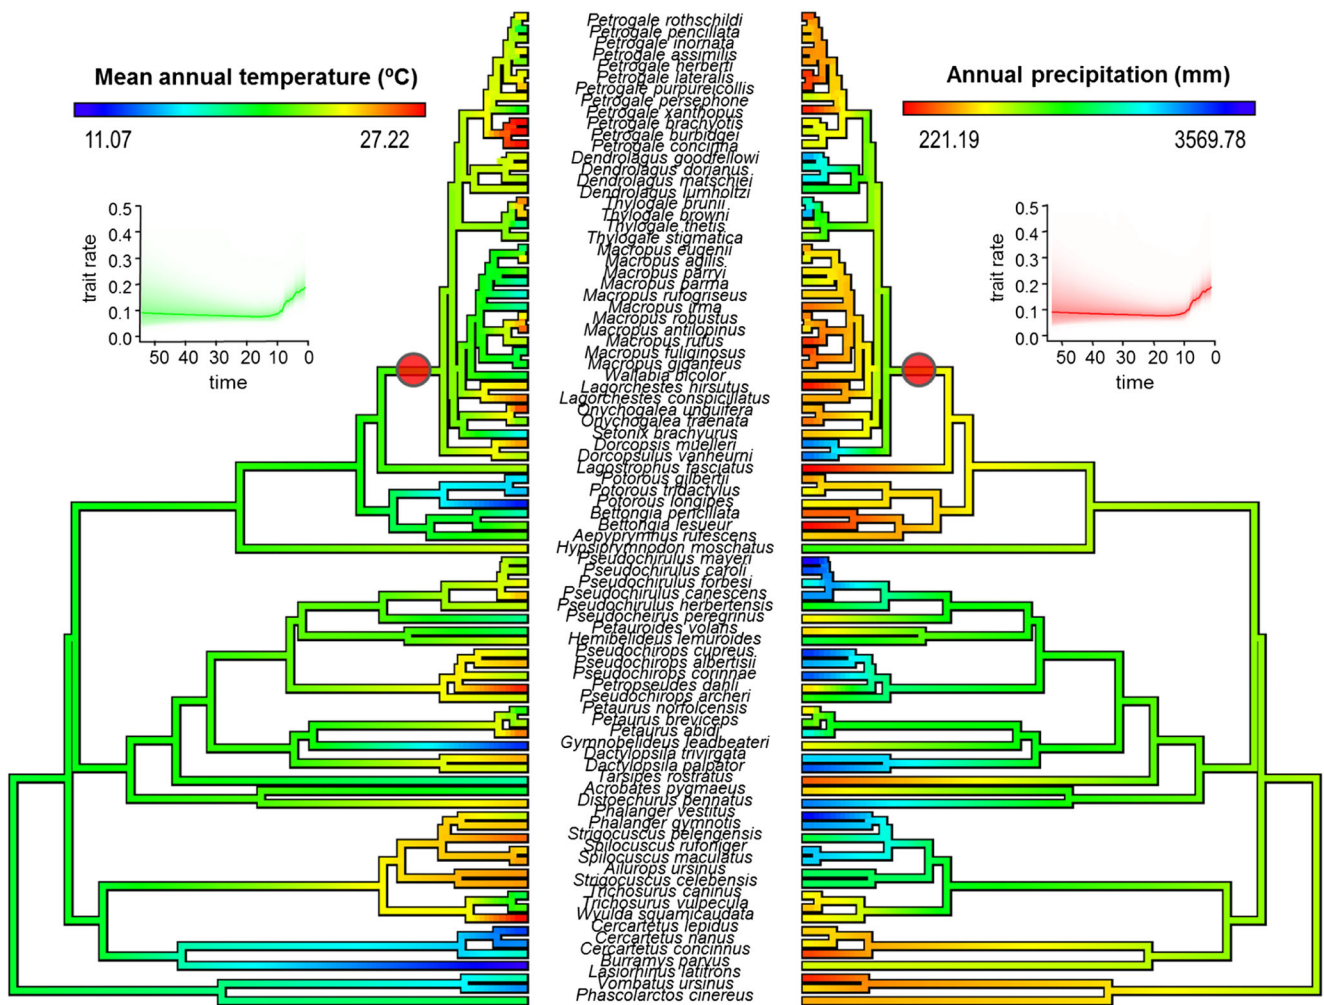 Mean annual temperature (ºC)
11.07 27.22
0.5
0.4
0.3
0.2
0.1
0.0
trait rate
50 40 30 20 10 0
time
Petrogale rothschildi
Petrogale penicillata
Petrogale inornata
Petrogale assimilis
Petrogale herberti
Petrogale lateralis
Petrogale purpureicollis
Petrogale persephone
Petrogale xanthopus
Petrogale brachyotis
Petrogale burbidgei
Petrogale concinna
Dendrolagus goodfellowi
Dendrolagus dorianus
Dendrolagus matschiei
Dendrolagus lumholtzi
Thylogale brunii
Thylogale browni
Thylogale thetis
Thylogale stigmatica
Macropus eugenii
Macropus agilis
Macropus parryi
Macropus parma
Macropus rufogriseus
Macropus irma
Macropus robustus
Macropus antilopinus
Macropus rufus
Macropus fuliginosus
Macropus giganteus
Wallabia bicolor
Lagorchestes hirsutus
Lagorchestes conspicillatus
Onychogalea unguifera
Onychogalea fraenata
Setonix brachyurus
Dorcopsis muelleri
Dorcopsulus vanheurni
Lagostrophus fasciatus
Potorous gilbertii
Potorous tridactylus
Potorous longipes
Bettongia penicillata
Bettongia lesueur
Aepyprymnus rufescens
Hypsiprymnodon moschatus
Pseudochirulus mayeri
Pseudochirulus caroli
Pseudochirulus forbesi
Pseudochirulus canescens
Pseudochirulus herbertensis
Pseudocheirus peregrinus
Petauroides volans
Hemibelideus lemuroides
Pseudochirops cupreus
Pseudochirops albertisii
Pseudochirops corinnae
Petropseudes dahli
Pseudochirops archeri
Petaurus norfolcensis
Petaurus breviceps
Petaurus abidi
Gymnobelideus leadbeateri
Dactylopsila trivirgata
Dactylopsila palpator
Tarsipes rostratus
Acrobates pygmaeus
Distoechurus pennatus
Phalanger vestitus
Phalanger gymnotis
Strigocuscus pelengensis
Spilocuscus rufoniger
Spilocuscus maculatus
Ailurops ursinus
Strigocuscus celebensis
Trichosurus caninus
Trichosurus vulpecula
Wyulda squamicaudata
Cercartetus lepidus
Cercartetus nanus
Cercartetus concinnus
Burramys parvus
Lasiorhinus latifrons
Vombatus ursinus
Phascolarctos cinereus
Annual precipitation (mm)
221.19 3569.78
0.5
0.4
0.3
0.2
0.1
0.0
trait rate
50 40 30 20 10 0
time